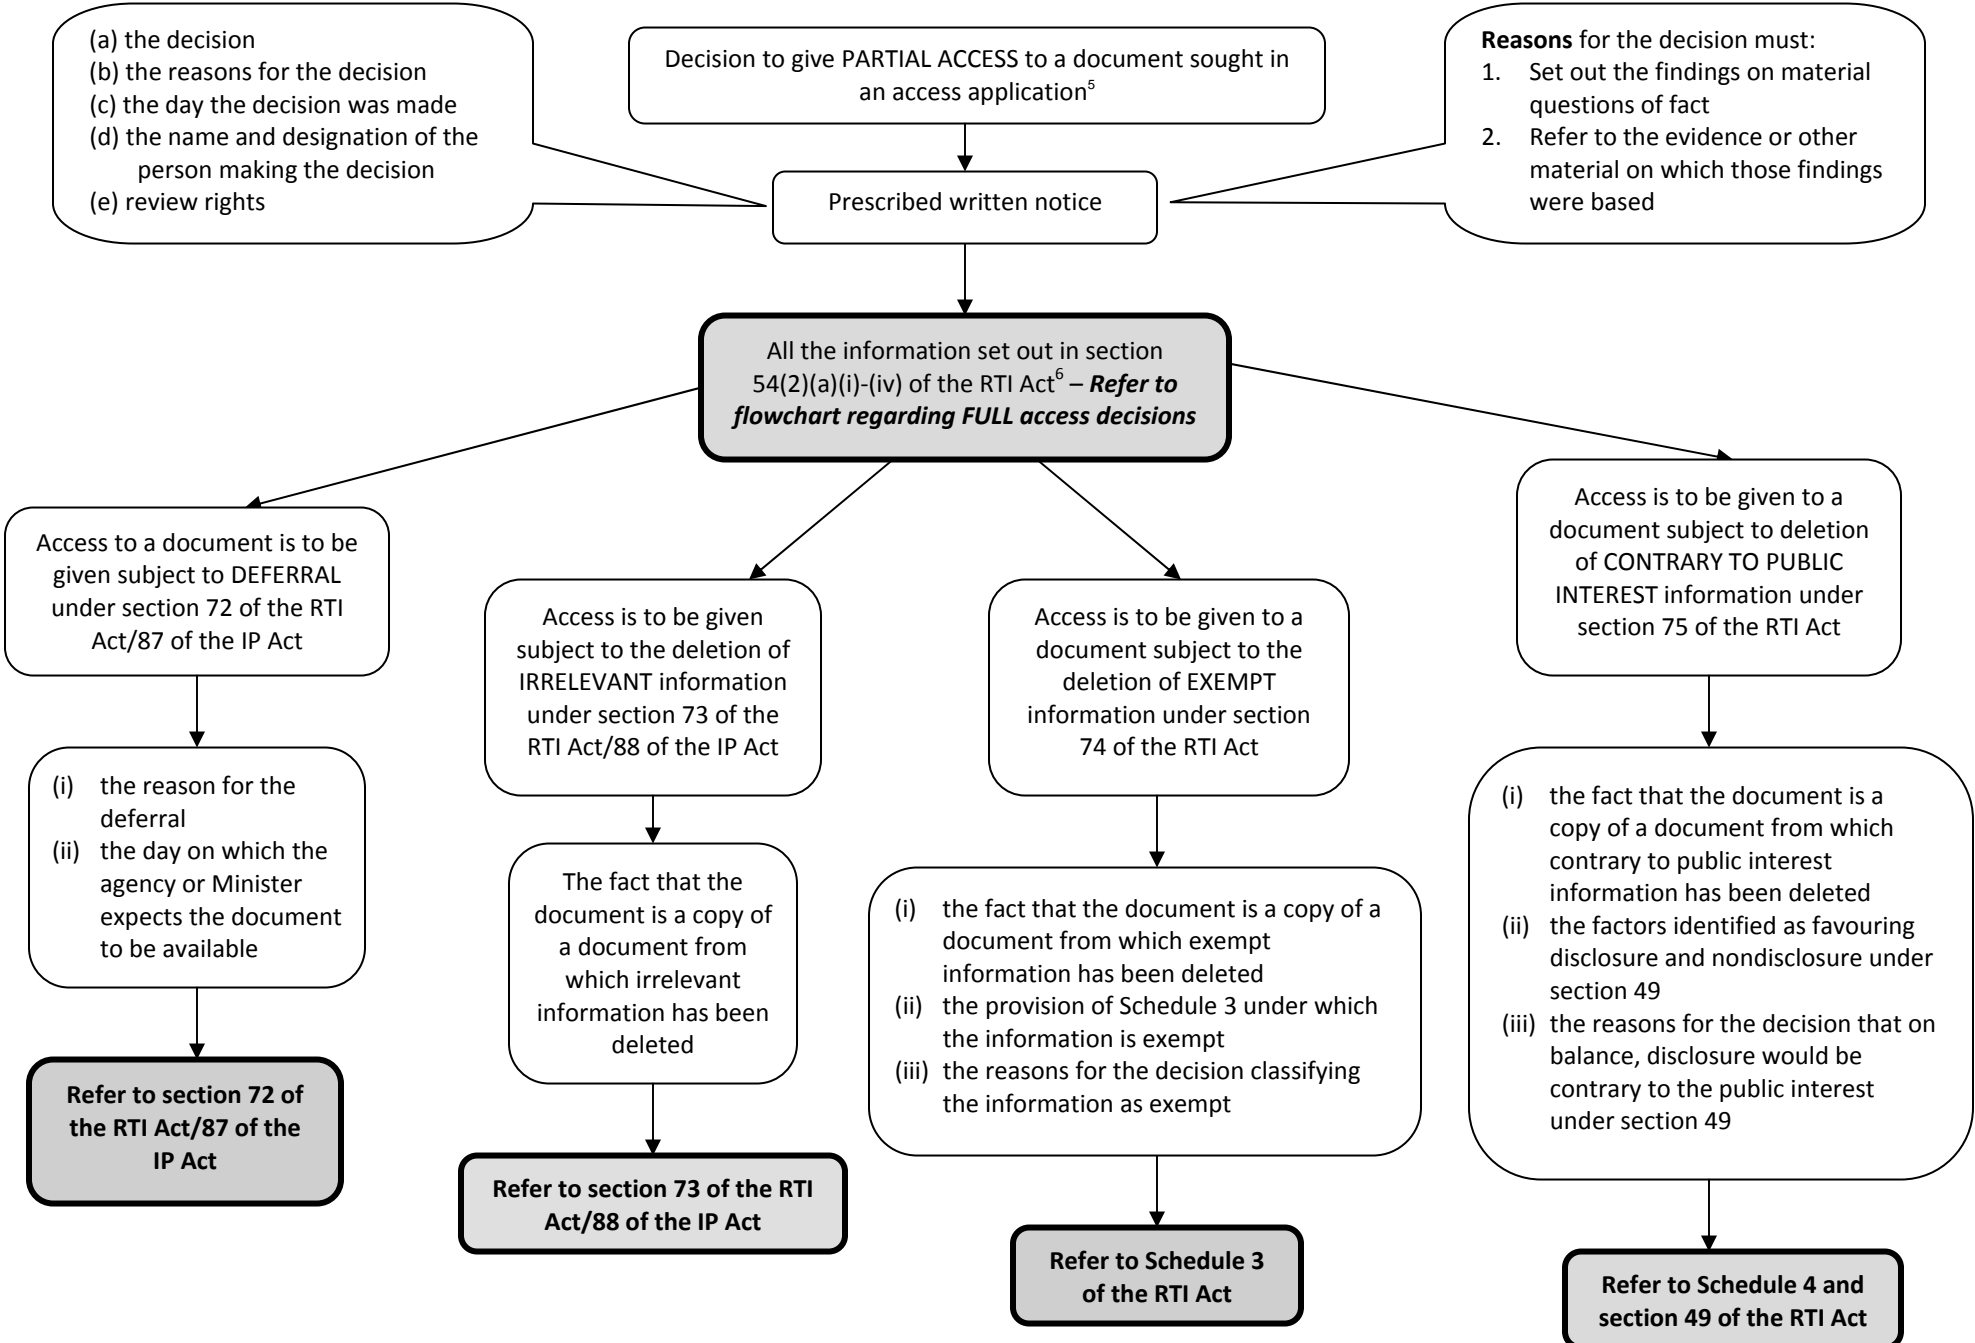 (a) the decision
(b) the reasons for the decision
(c) the day the decision was made
(d) the name and designation of the
person making the decision
(e) review rights
Decision to give PARTIAL ACCESS to a document sought in
an access application⁵
Reasons for the decision must:
1. Set out the findings on material
questions of fact
2. Refer to the evidence or other
material on which those findings
were based
Prescribed written notice
All the information set out in section
54(2)(a)(i)-(iv) of the RTI Act⁶ – Refer to
flowchart regarding FULL access decisions
Access to a document is to be
given subject to DEFERRAL
under section 72 of the RTI
Act/87 of the IP Act
Access is to be given
subject to the deletion of
IRRELEVANT information
under section 73 of the
RTI Act/88 of the IP Act
Access is to be given to a
document subject to the
deletion of EXEMPT
information under section
74 of the RTI Act
Access is to be given to a
document subject to deletion
of CONTRARY TO PUBLIC
INTEREST information under
section 75 of the RTI Act
(i) the reason for the
deferral
(ii) the day on which the
agency or Minister
expects the document
to be available
The fact that the
document is a copy of
a document from
which irrelevant
information has been
deleted
(i) the fact that the document is a copy of a
document from which exempt
information has been deleted
(ii) the provision of Schedule 3 under which
the information is exempt
(iii) the reasons for the decision classifying
the information as exempt
(i) the fact that the document is a
copy of a document from which
contrary to public interest
information has been deleted
(ii) the factors identified as favouring
disclosure and nondisclosure under
section 49
(iii) the reasons for the decision that on
balance, disclosure would be
contrary to the public interest
under section 49
Refer to section 72 of
the RTI Act/87 of the
IP Act
Refer to section 73 of the RTI
Act/88 of the IP Act
Refer to Schedule 3
of the RTI Act
Refer to Schedule 4 and
section 49 of the RTI Act